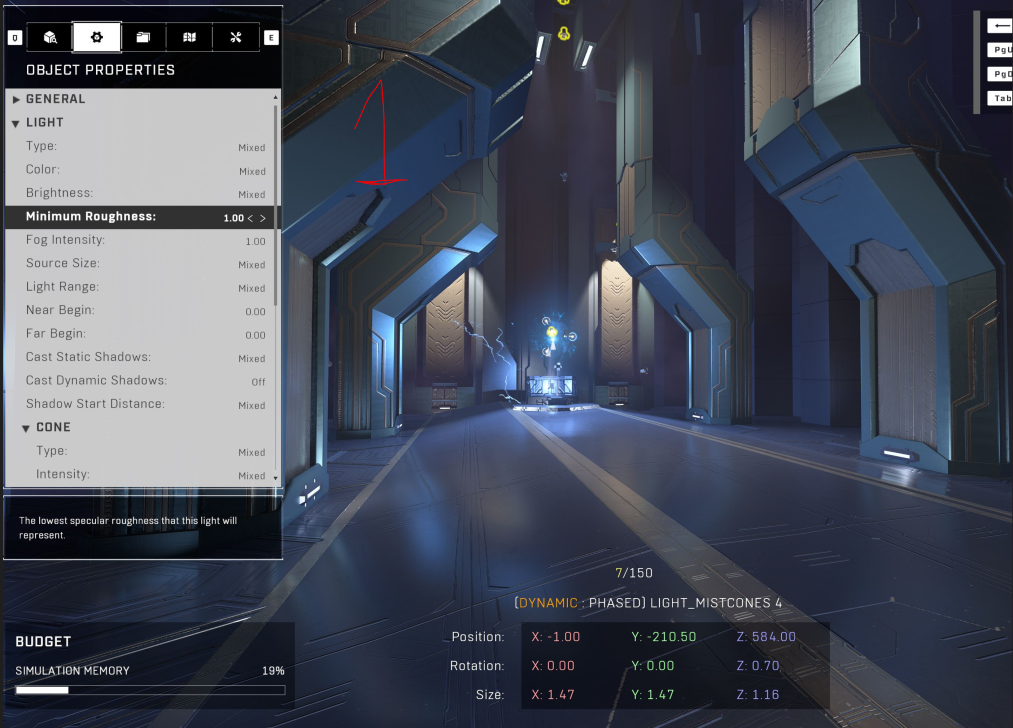 Q E
OBJECT PROPERTIES
GENERAL
LIGHT
Type: Mixed
Color: Mixed
Brightness: Mixed
Minimum Roughness: 1.00 < >
Fog Intensity: 1.00
Source Size: Mixed
Light Range: Mixed
Near Begin: 0.00
Far Begin: 0.00
Cast Static Shadows: Mixed
Cast Dynamic Shadows: Off
Shadow Start Distance: Mixed
CONE
Type: Mixed
Intensity: Mixed
The lowest specular roughness that this light will
represent.
BUDGET
SIMULATION MEMORY 19%
PgU
PgD
Tab
7/150
[DYNAMIC : PHASED] LIGHT_MISTCONES 4
Position: X: -1.00 Y: -210.50 Z: 584.00
Rotation: X: 0.00 Y: 0.00 Z: 0.70
Size: X: 1.47 Y: 1.47 Z: 1.16